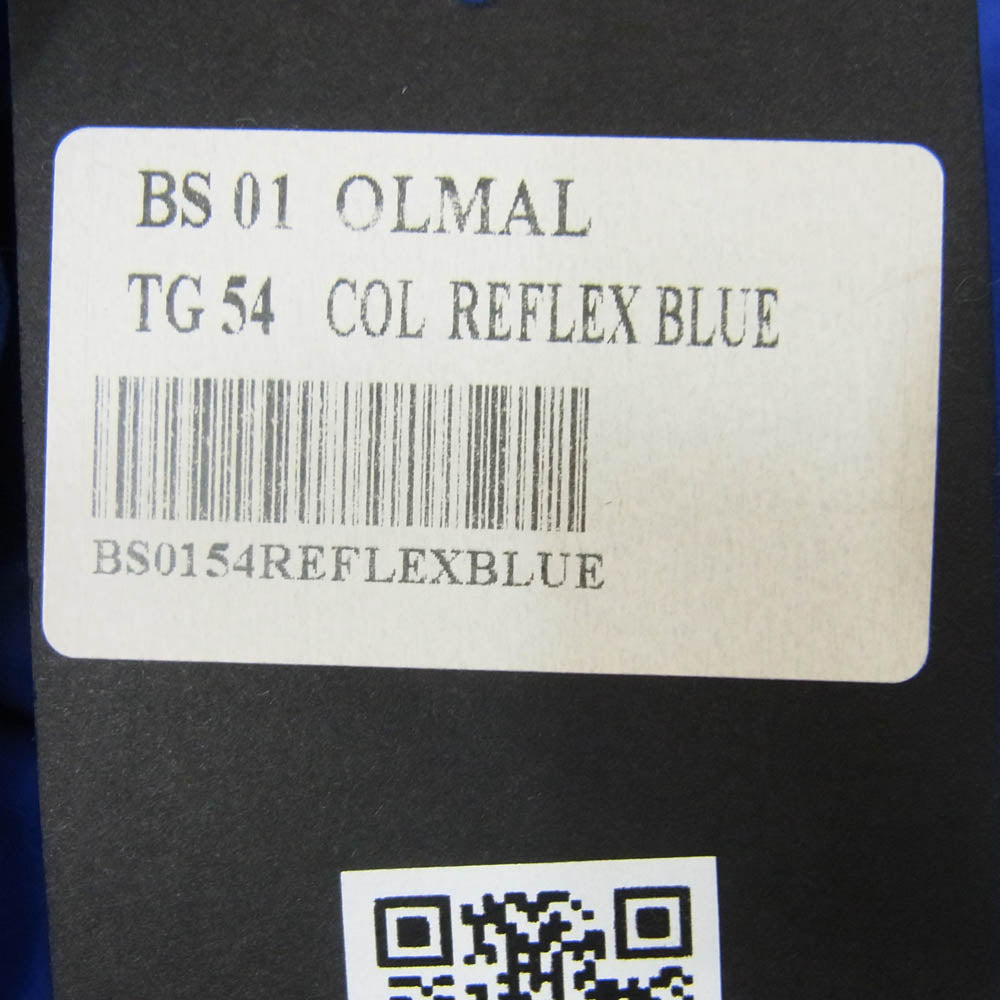 BS 01 OLMAL
TG 54 COL REFLEX BLUE
BS0154REFLEXBLUE